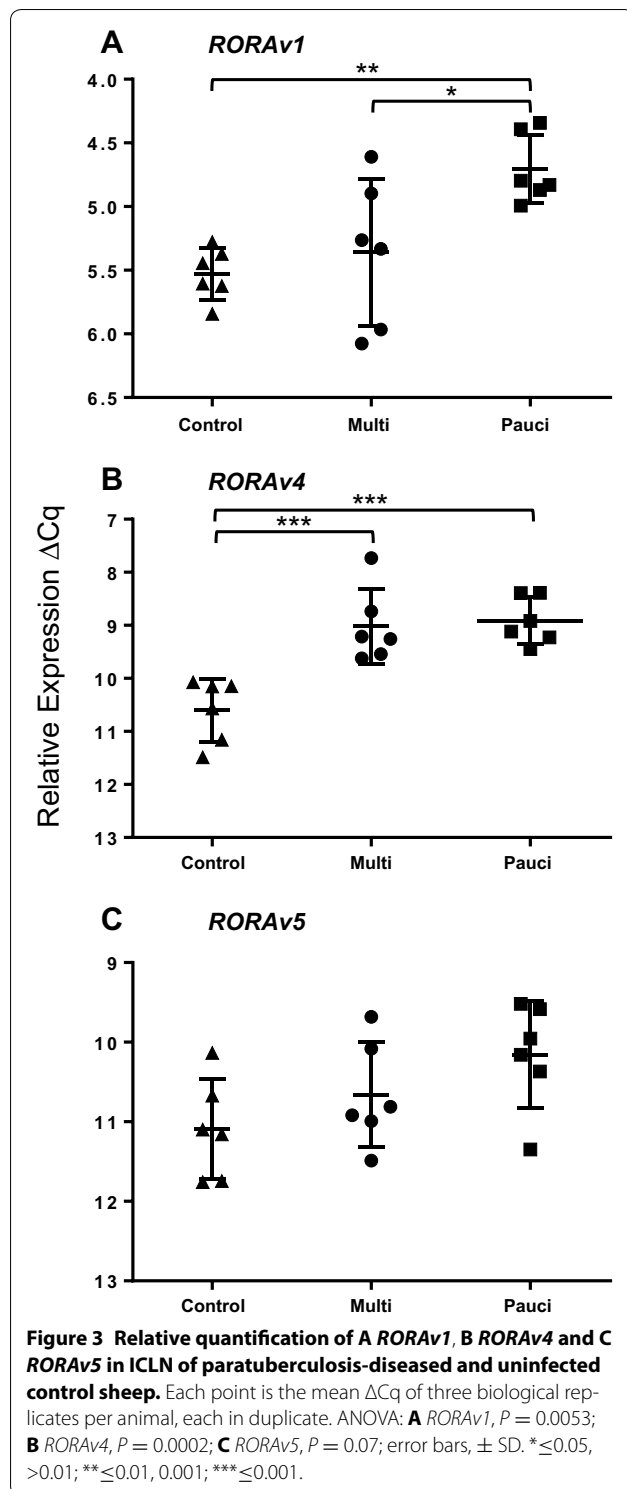 A RORAv1
**
*
4.0
4.5
5.0
5.5
6.0
6.5
Control Multi Pauci
B RORAv4
***
***
7
8
9
10
11
12
13
Control Multi Pauci
Relative Expression ΔCq
C RORAv5
9
10
11
12
13
Control Multi Pauci
Figure 3 Relative quantification of A RORAv1, B RORAv4 and C
RORAv5 in ICLN of paratuberculosis-diseased and uninfected
control sheep. Each point is the mean ΔCq of three biological rep-
licates per animal, each in duplicate. ANOVA: A RORAv1, P = 0.0053;
B RORAv4, P = 0.0002; C RORAv5, P = 0.07; error bars, ± SD. *≤0.05,
>0.01; **≤0.01, 0.001; ***≤0.001.